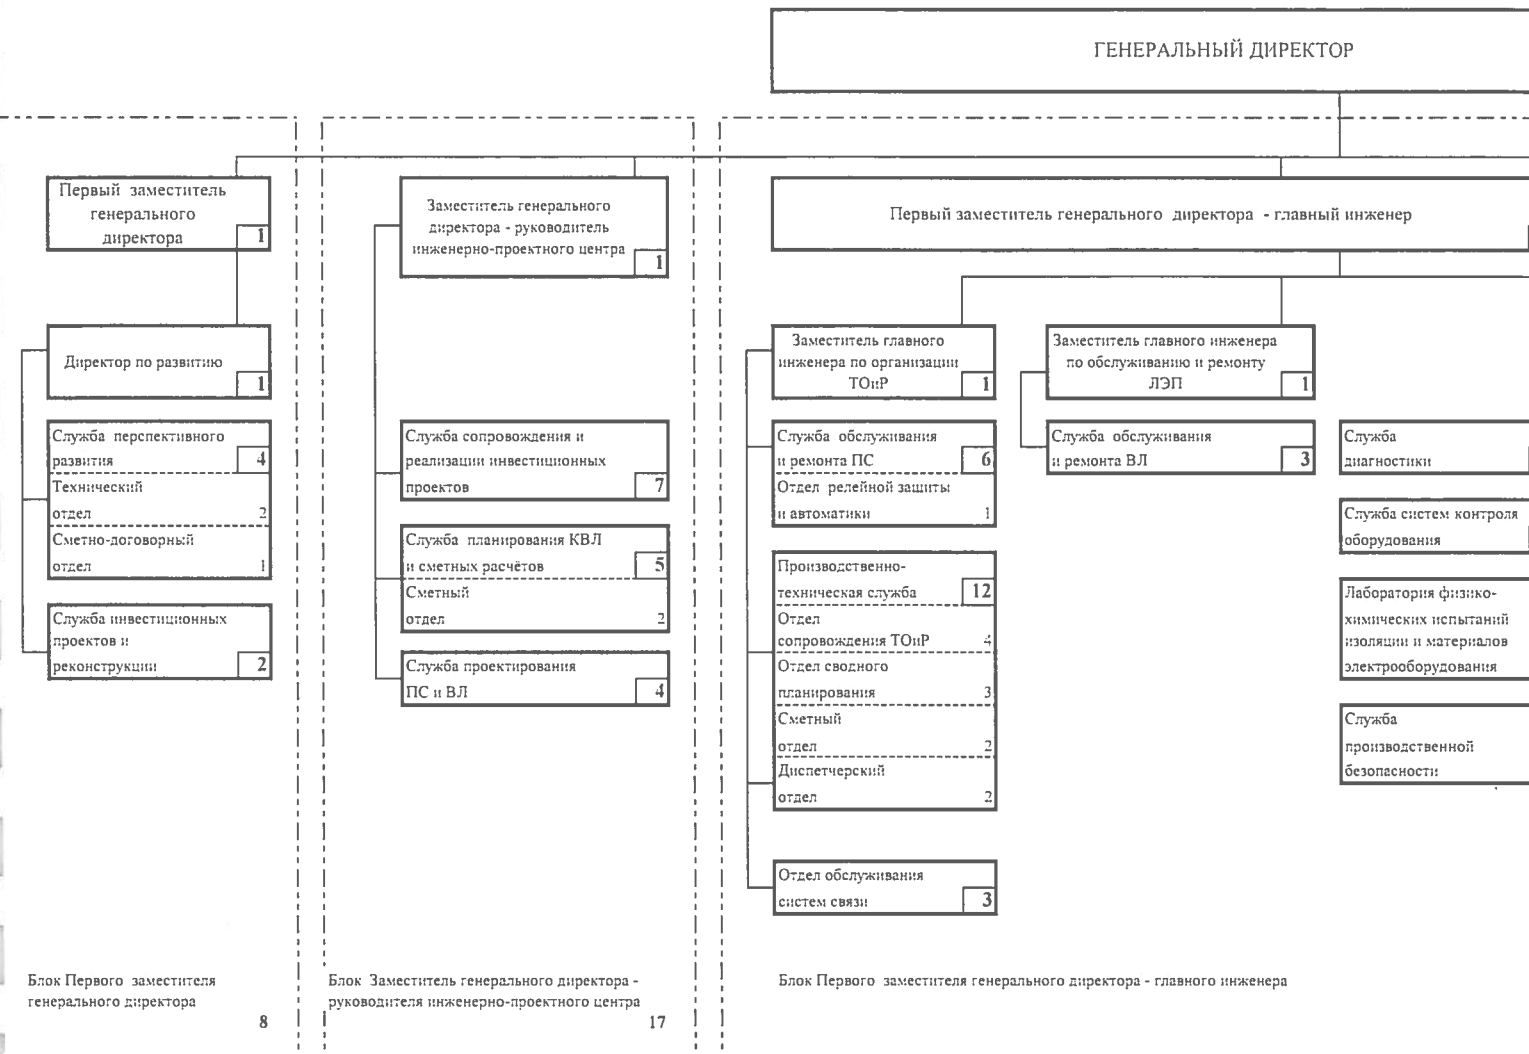 ГЕНЕРАЛЬНЫЙ ДИРЕКТОР
Первый заместитель
генерального
директора
1
Директор по развитию
1
Служба перспективного
развития
4
Технический
отдел
2
Сметно-договорный
отдел
1
Служба инвестиционных
проектов и
реконструкции
2
Блок Первого заместителя
генерального директора
8
Заместитель генерального
директора - руководитель
инженерно-проектного центра
1
Служба сопровождения и
реализации инвестиционных
проектов
7
Служба планирования КВЛ
и сметных расчётов
5
Сметный
отдел
2
Служба проектирования
ПС и ВЛ
4
Блок Заместитель генерального директора -
руководителя инженерно-проектного центра
17
Первый заместитель генерального директора - главный инженер
Заместитель главного
инженера по организации
ТОиР
1
Служба обслуживания
и ремонта ПС
6
Отдел релейной защиты
и автоматики
1
Производственно-
техническая служба
12
Отдел
сопровождения ТОиР
4
Отдел сводного
планирования
3
Сметный
отдел
2
Диспетчерский
отдел
2
Отдел обслуживания
систем связи
3
Заместитель главного инженера
по обслуживанию и ремонту
ЛЭП
1
Служба обслуживания
и ремонта ВЛ
3
Служба
диагностики
Служба систем контроля
оборудования
Лаборатория физико-
химических испытаний
изоляции и материалов
электрооборудования
Служба
производственной
безопасности
Блок Первого заместителя генерального директора - главного инженера